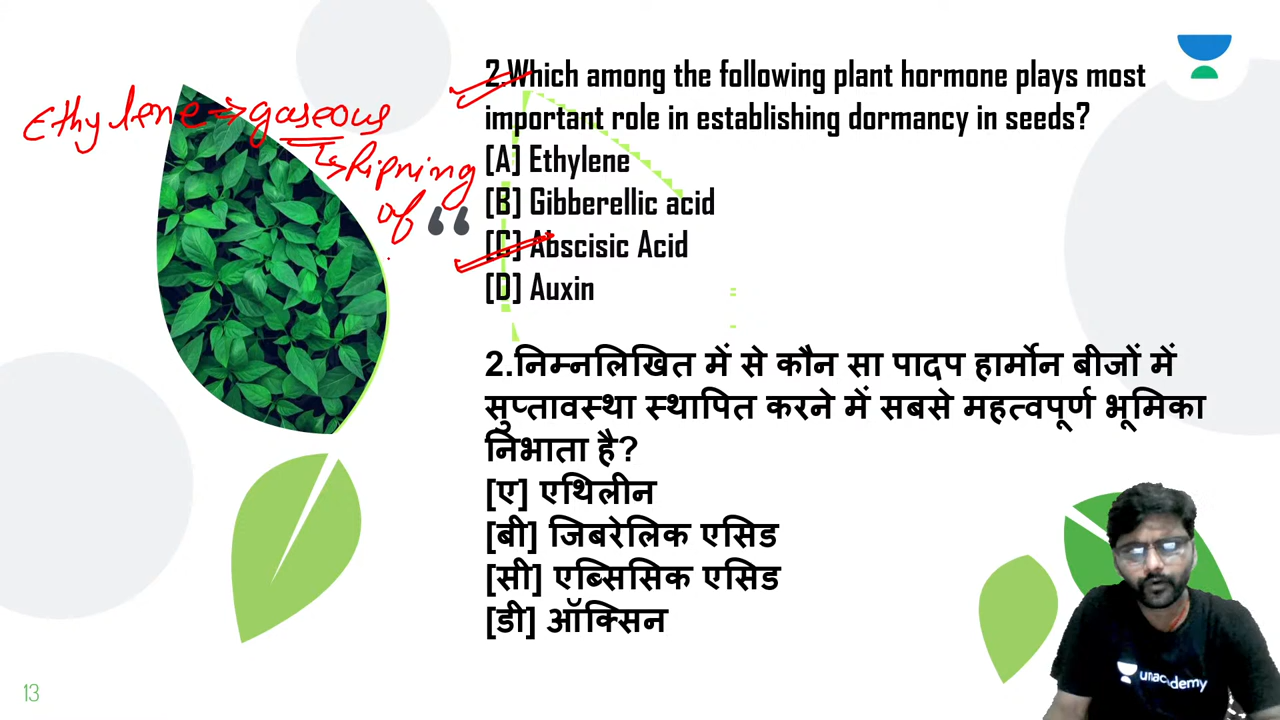 2.Which among the following plant hormone plays most
important role in establishing dormancy in seeds?
[A] Ethylene
[B] Gibberellic acid
[C] Abscisic Acid
[D] Auxin
Ethylene → gaseous
↳ Ripning
of
“
2.निम्नलिखित में से कौन सा पादप हार्मोन बीजों में
सुप्तावस्था स्थापित करने में सबसे महत्वपूर्ण भूमिका
निभाता है?
[ए] एथिलीन
[बी] जिबरेलिक एसिड
[सी] एब्सिसिक एसिड
[डी] ऑक्सिन
unacademy
13